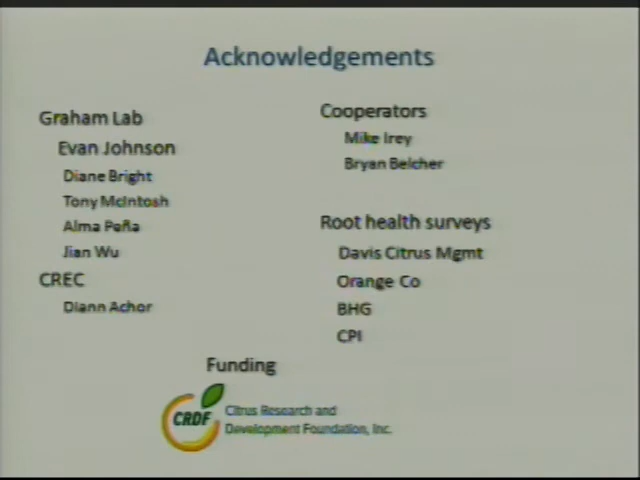 Acknowledgements
Graham Lab
Evan Johnson
Diane Bright
Tony McIntosh
Alma Peña
Jian Wu
CREC
Diann Achor
Cooperators
Mike Irey
Bryan Belcher
Root health surveys
Davis Citrus Mgmt
Orange Co
BHG
CPI
Funding
CRDF
Citrus Research and
Development Foundation, Inc.